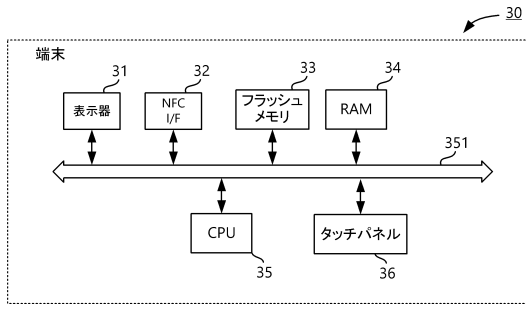 30
端末
31
32
33
34
表示器
NFC
I/F
フラッシュ
メモリ
RAM
351
CPU
タッチパネル
35
36